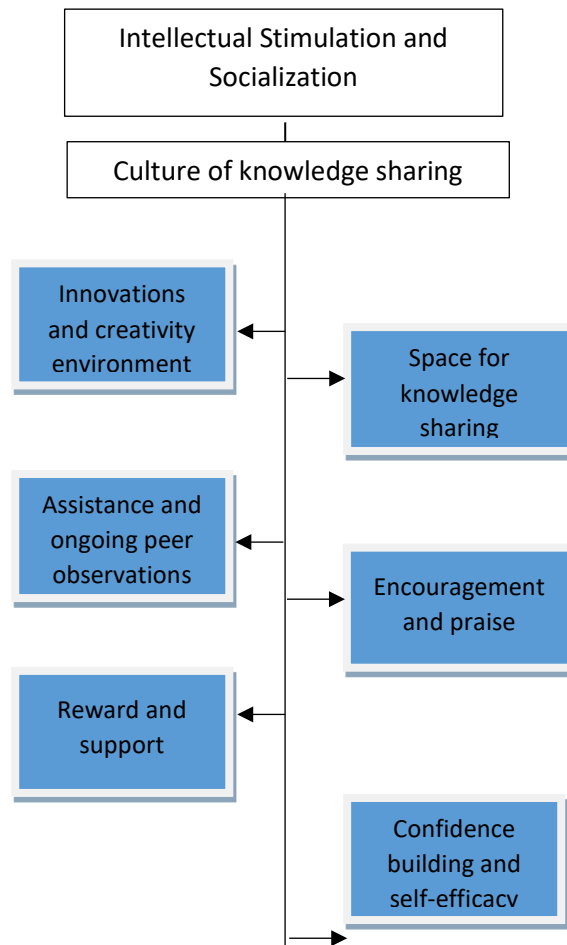 Intellectual Stimulation and
Socialization
Culture of knowledge sharing
Innovations
and creativity
environment
Space for
knowledge
sharing
Assistance and
ongoing peer
observations
Encouragement
and praise
Reward and
support
Confidence
building and
self-efficacy